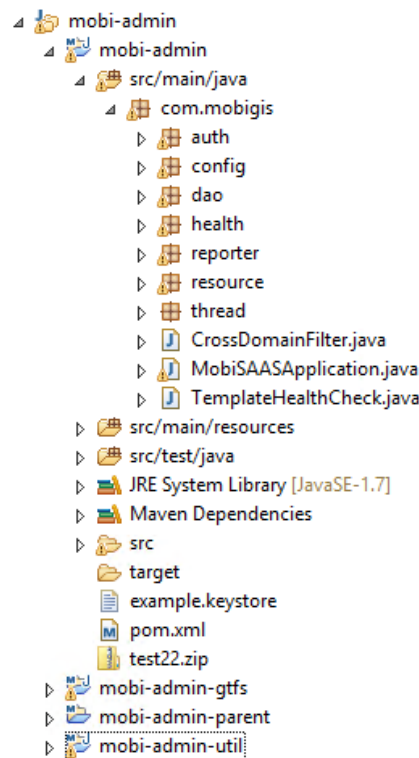 mobi-admin
mobi-admin
src/main/java
com.mobigis
auth
config
dao
health
reporter
resource
thread
CrossDomainFilter.java
MobiSAASApplication.java
TemplateHealthCheck.java
src/main/resources
src/test/java
JRE System Library [JavaSE-1.7]
Maven Dependencies
src
target
example.keystore
pom.xml
test22.zip
mobi-admin-gtfs
mobi-admin-parent
mobi-admin-util